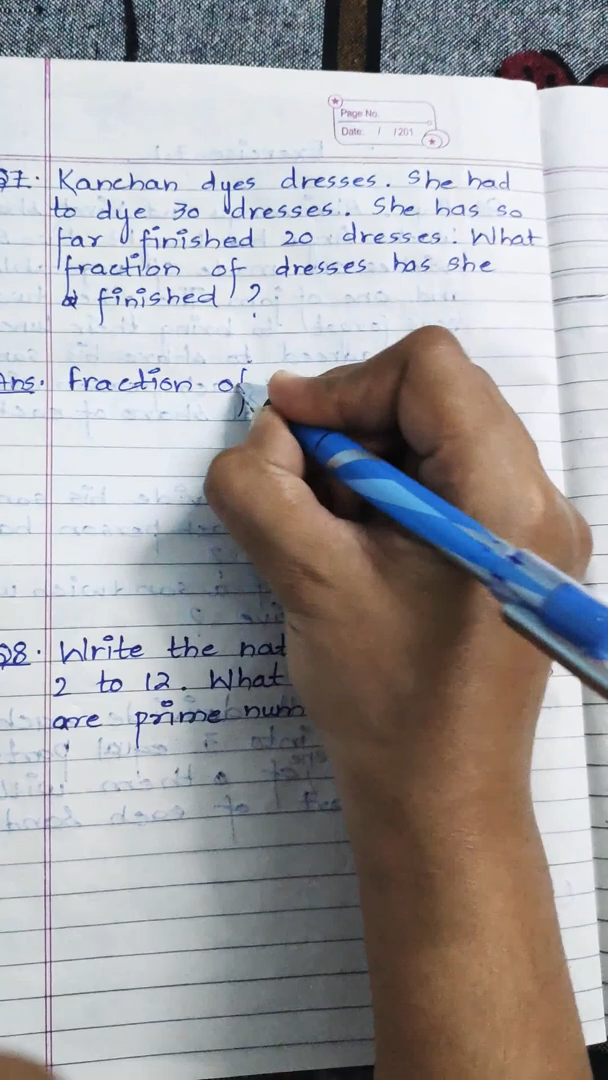 Page No.
Date: / /201
Q7. Kanchan dyes dresses. She had
to dye 30 dresses. She has so
far finished 20 dresses. What
fraction of dresses has she
finished ?
Ans. fraction of
Q8. Write the nat
2 to 12. What
are prime num